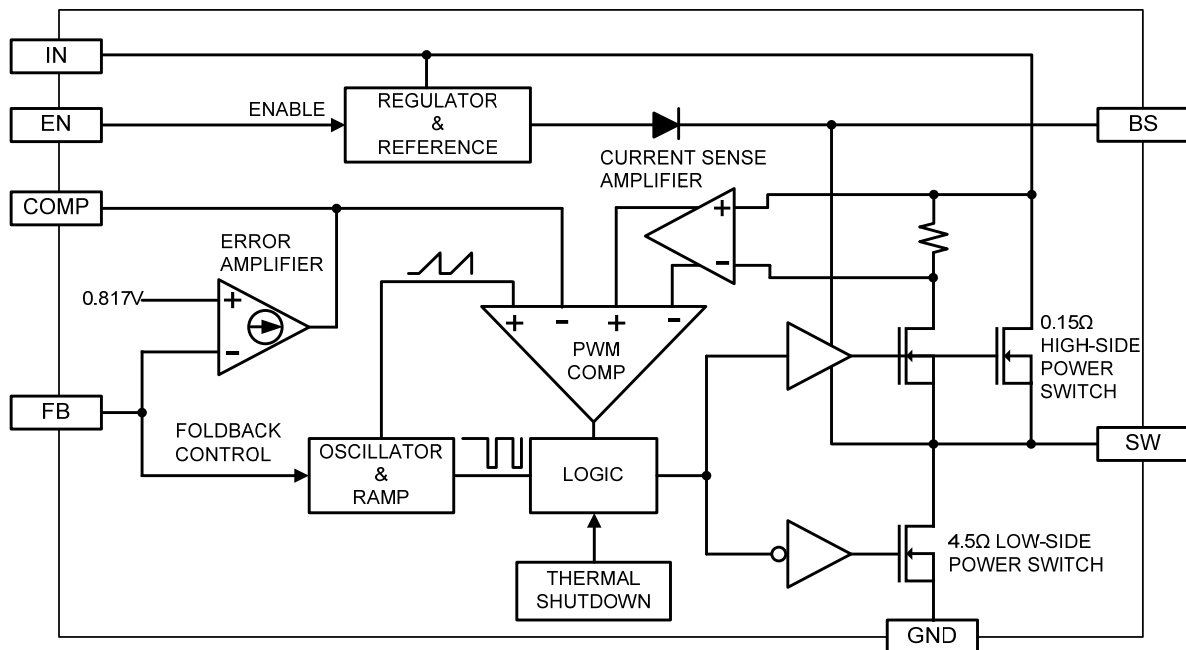 IN
EN
ENABLE
REGULATOR
&
REFERENCE
BS
CURRENT SENSE
AMPLIFIER
COMP
ERROR
AMPLIFIER
0.817V
+
-
+
-
+
-
+
-
PWM
COMP
0.15Ω
HIGH-SIDE
POWER
SWITCH
FB
FOLDBACK
CONTROL
OSCILLATOR
&
RAMP
LOGIC
SW
4.5Ω LOW-SIDE
POWER SWITCH
THERMAL
SHUTDOWN
GND